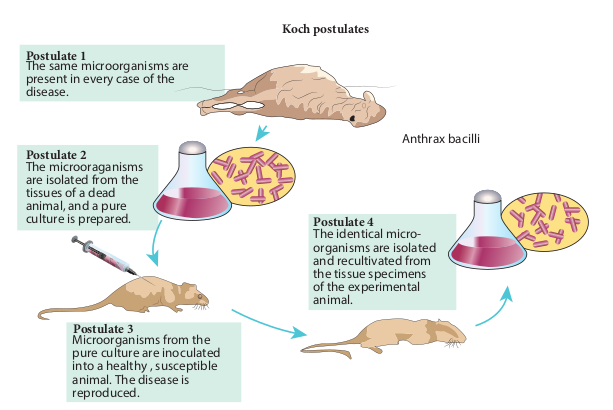 Koch postulates
Postulate 1
The same microorganisms are
present in every case of the
disease.
Anthrax bacilli
Postulate 2
The microoraganisms
are isolated from the
tissues of a dead
animal, and a pure
culture is prepared.
Postulate 3
Microorganisms from the
pure culture are inoculated
into a healthy , susceptible
animal. The disease is
reproduced.
Postulate 4
The identical micro-
organisms are isolated
and recultivated from
the tissue specimens
of the experimental
animal.